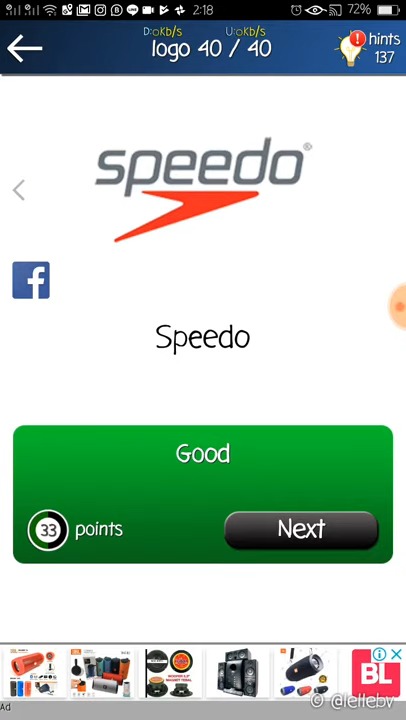 2:18
72%
D:0Kb/s U:0Kb/s
logo 40 / 40
hints
137
speedo®
f
Speedo
Good
33 points
Next
BL
Ad
© @lellebv